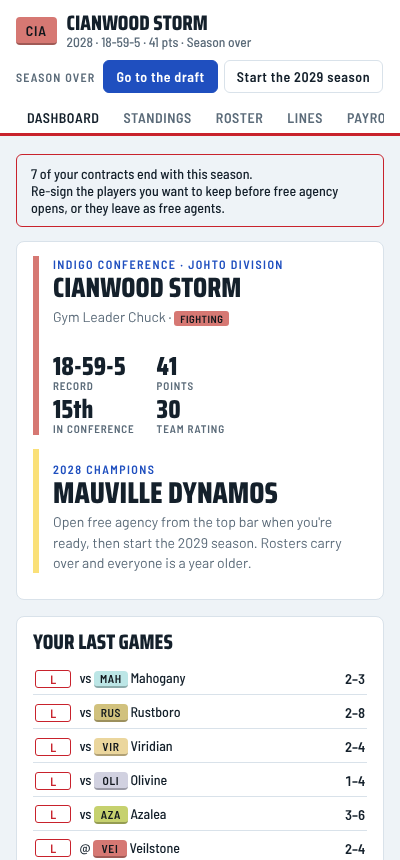 CIA CIANWOOD STORM
2028 · 18-59-5 · 41 pts · Season over
SEASON OVER Go to the draft Start the 2029 season
DASHBOARD STANDINGS ROSTER LINES PAYRO
7 of your contracts end with this season.
Re-sign the players you want to keep before free agency
opens, or they leave as free agents.
INDIGO CONFERENCE · JOHTO DIVISION
CIANWOOD STORM
Gym Leader Chuck · FIGHTING
18-59-5 41
RECORD POINTS
15th 30
IN CONFERENCE TEAM RATING
2028 CHAMPIONS
MAUVILLE DYNAMOS
Open free agency from the top bar when you're
ready, then start the 2029 season. Rosters carry
over and everyone is a year older.
YOUR LAST GAMES
L vs MAH Mahogany 2–3
L vs RUS Rustboro 2–8
L vs VIR Viridian 2–4
L vs OLI Olivine 1–4
L vs AZA Azalea 3–6
L @ VEI Veilstone 2–4